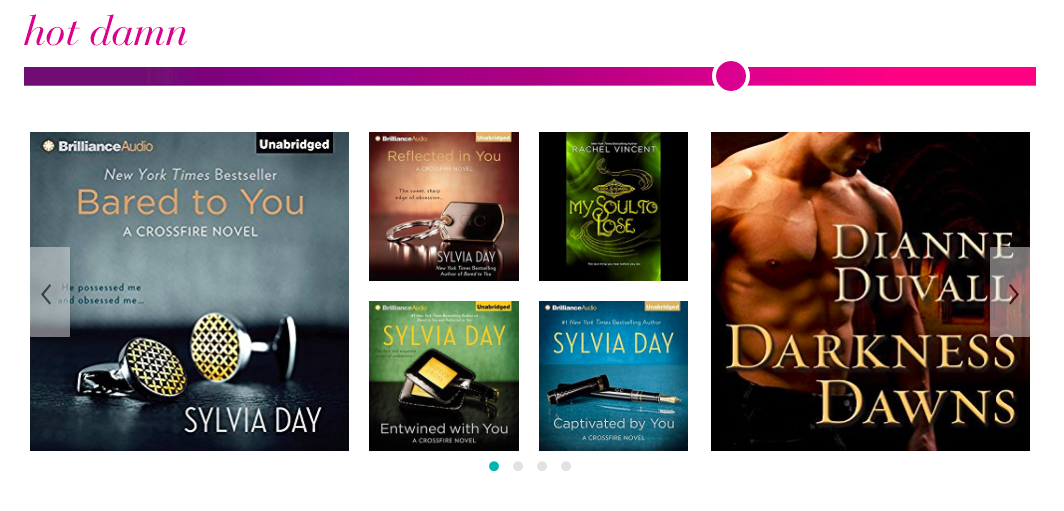 hot damn
BrillianceAudio
Unabridged
New York Times Bestseller
Bared to You
A CROSSFIRE NOVEL
He possessed me
and obsessed me...
SYLVIA DAY
BrillianceAudio
Unabridged
Reflected in You
A CROSSFIRE NOVEL
The sweet, sharp
edge of obsession...
SYLVIA DAY
New York Times Bestselling
Author of Bared to You
RACHEL VINCENT
MY SOUL TO
LOSE
BrillianceAudio
Unabridged
SYLVIA DAY
Entwined with You
A CROSSFIRE NOVEL
BrillianceAudio
Unabridged
#1 New York Times Bestselling Author
SYLVIA DAY
Captivated by You
A CROSSFIRE NOVEL
DIANNE
DUVALL
DARKNESS
DAWNS